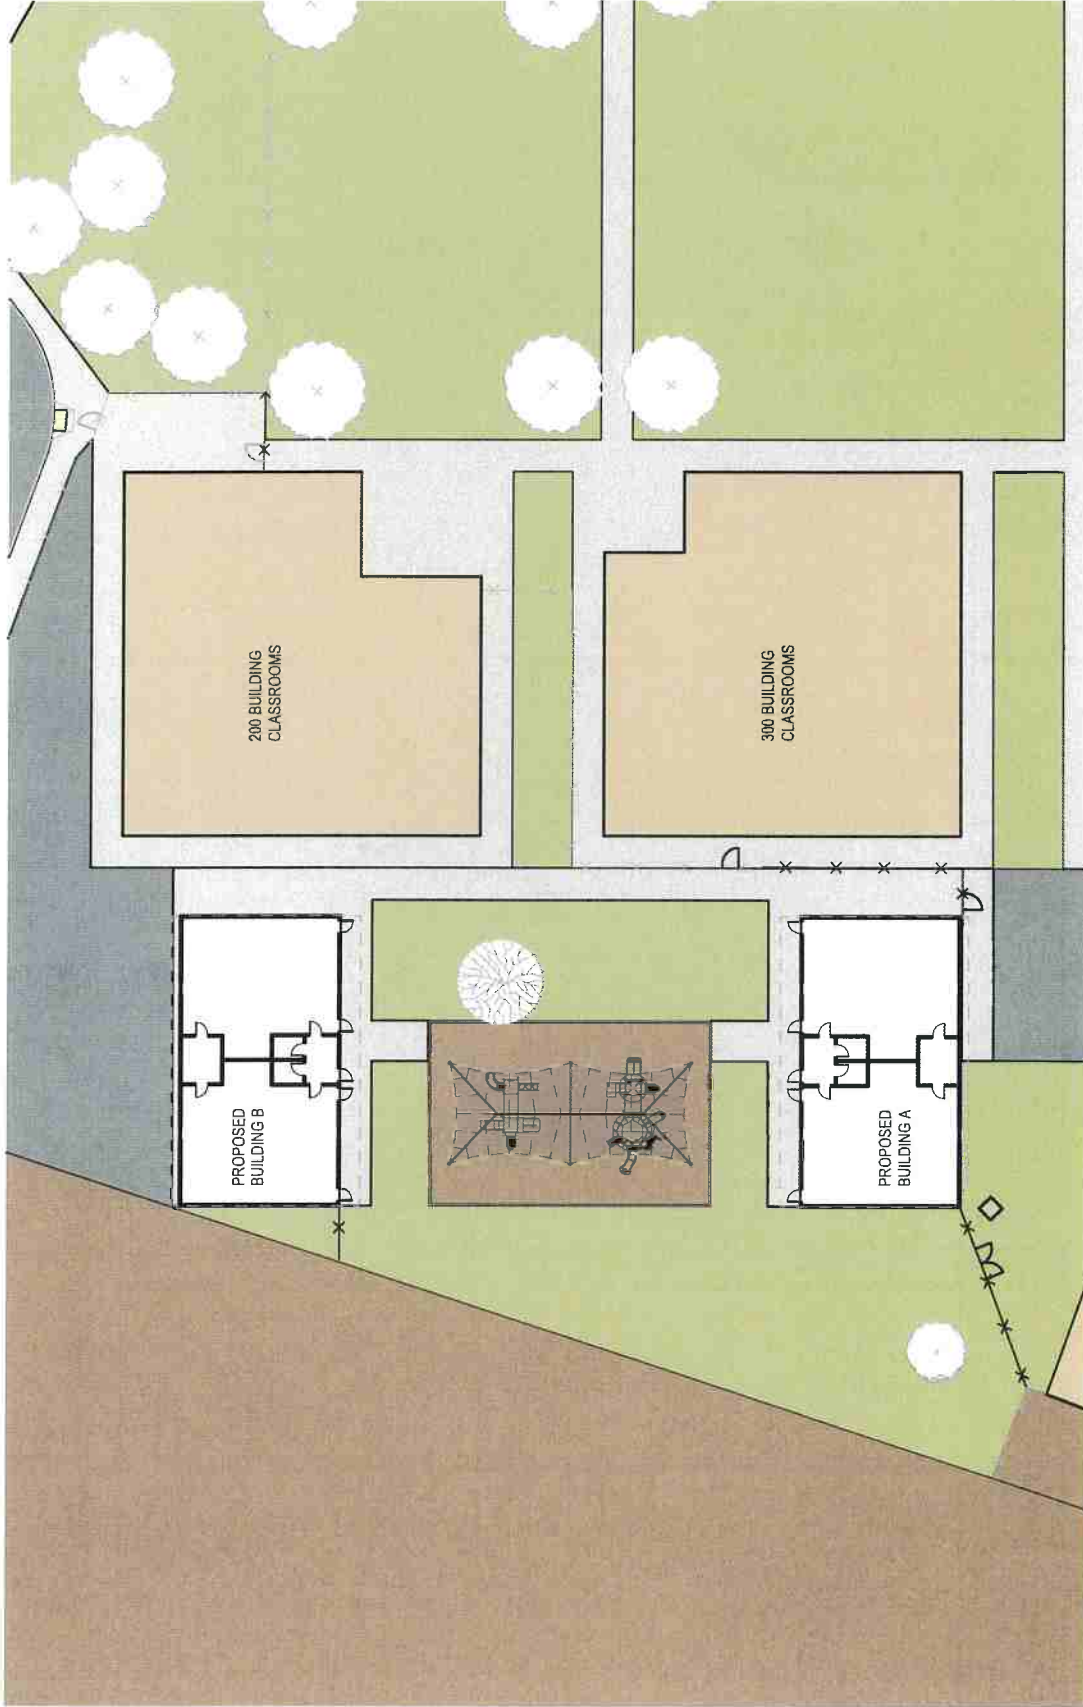 200 BUILDING
CLASSROOMS
300 BUILDING
CLASSROOMS
PROPOSED
BUILDING B
PROPOSED
BUILDING A